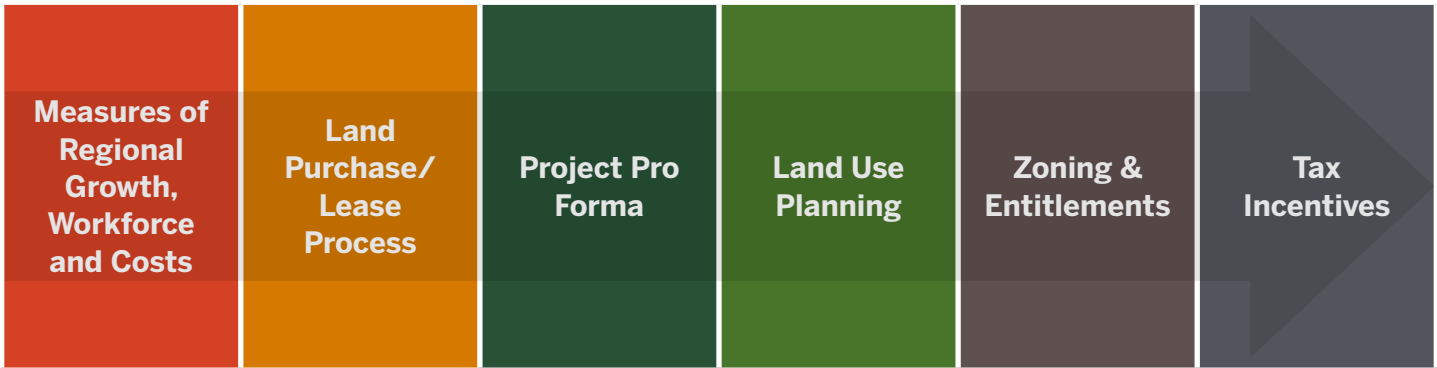 Measures of
Regional
Growth,
Workforce
and Costs
Land
Purchase/
Lease
Process
Project Pro
Forma
Land Use
Planning
Zoning &
Entitlements
Tax
Incentives